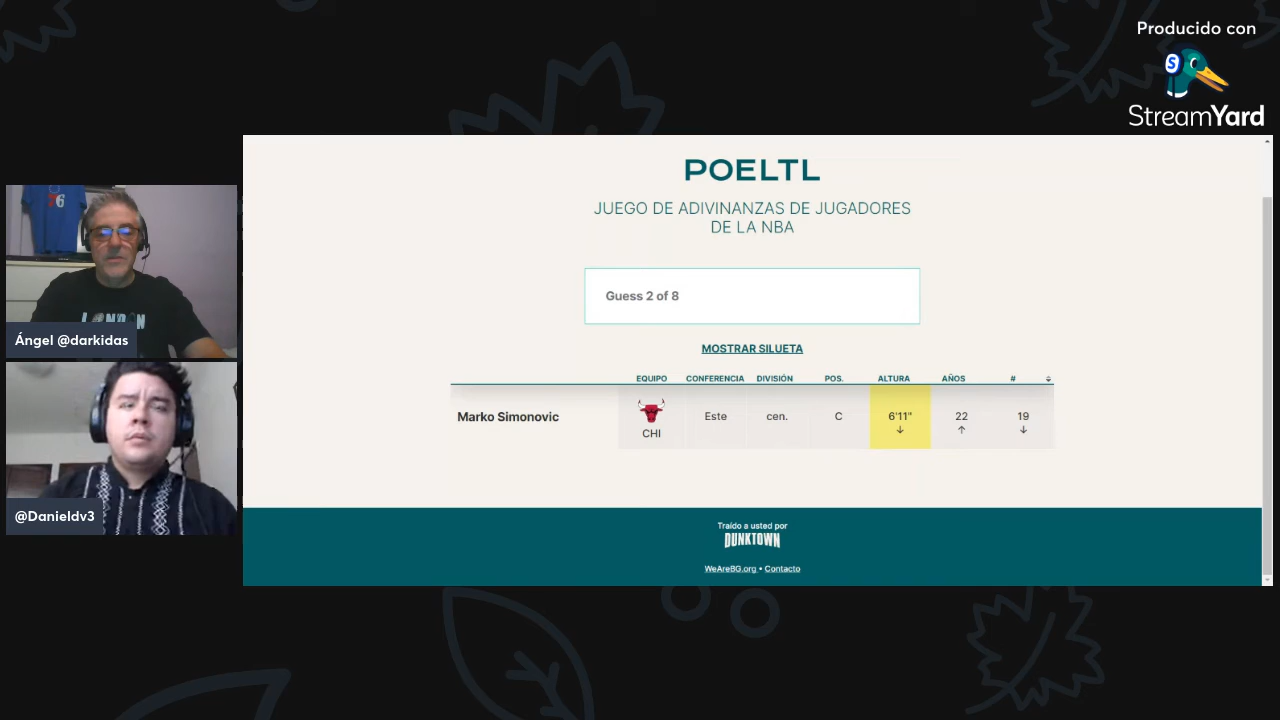 Producido con
StreamYard
POELTL
JUEGO DE ADIVINANZAS DE JUGADORES
DE LA NBA
Guess 2 of 8
MOSTRAR SILUETA
EQUIPO CONFERENCIA DIVISIÓN POS. ALTURA AÑOS #
Marko Simonovic CHI Este cen. C 6'11" ↓ 22 ↑ 19 ↓
Traído a usted por
DUNKTOWN
WeAreBG.org • Contacto
76
LONDON
Ángel @darkidas
@Danieldv3